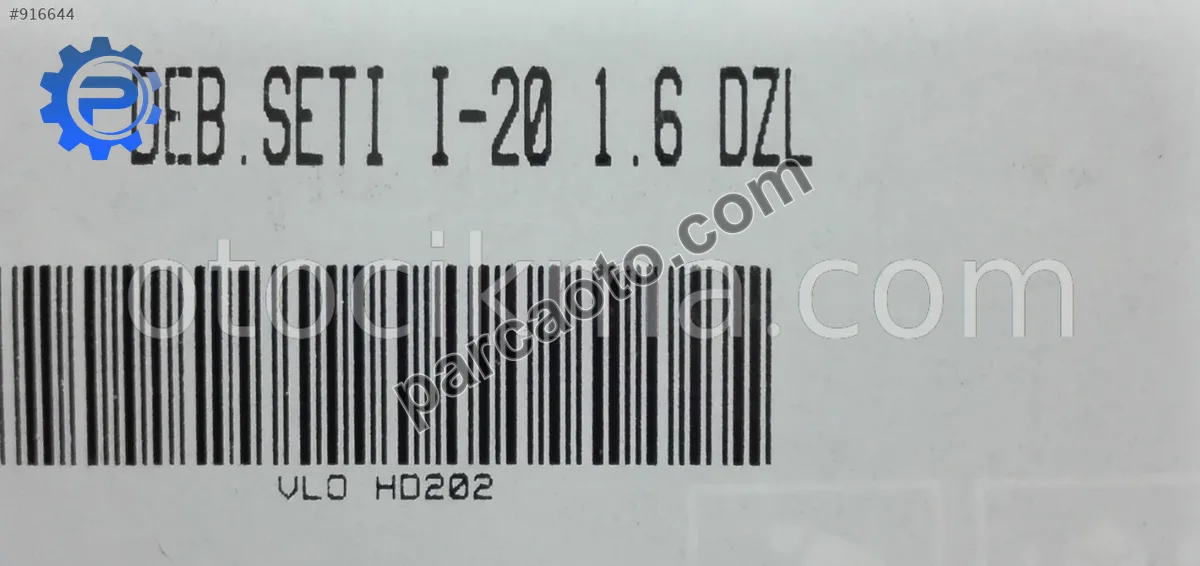 #916644
DEB.SETI I-20 1.6 DZL
otocikma.com
parcaoto.com
VLO HD202